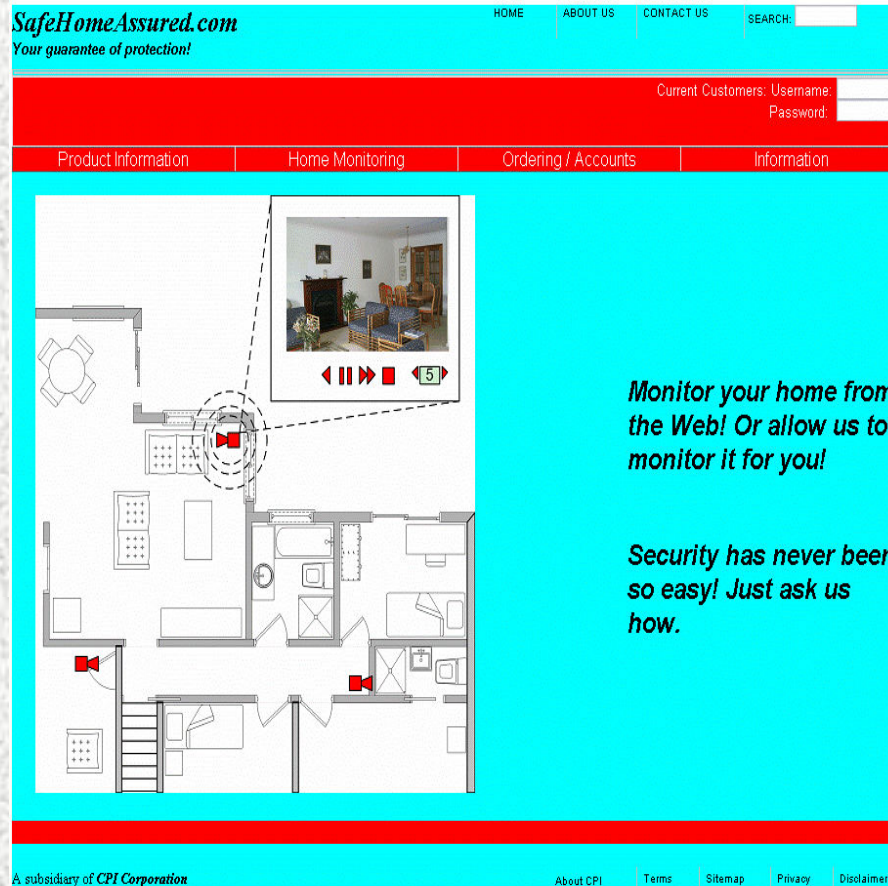 SafeHomeAssured.com
Your guarantee of protection!
HOME ABOUT US CONTACT US SEARCH:
Current Customers: Username:
Password:
Product Information Home Monitoring Ordering / Accounts Information
5
Monitor your home from
the Web! Or allow us to
monitor it for you!
Security has never been
so easy! Just ask us
how.
A subsidiary of CPI Corporation
About CPI Terms Sitemap Privacy Disclaimer